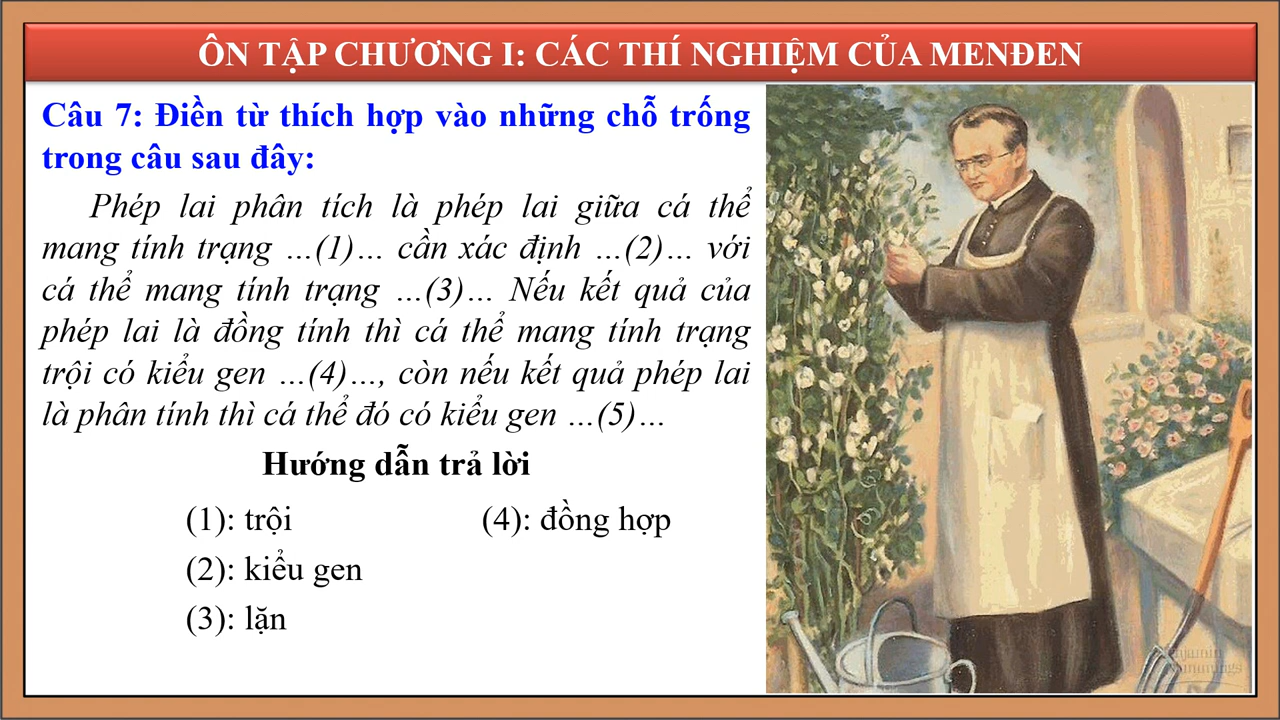 ÔN TẬP CHƯƠNG I: CÁC THÍ NGHIỆM CỦA MENĐEN
Câu 7: Điền từ thích hợp vào những chỗ trống
trong câu sau đây:
Phép lai phân tích là phép lai giữa cá thể
mang tính trạng …(1)… cần xác định …(2)… với
cá thể mang tính trạng …(3)… Nếu kết quả của
phép lai là đồng tính thì cá thể mang tính trạng
trội có kiểu gen …(4)…, còn nếu kết quả phép lai
là phân tính thì cá thể đó có kiểu gen …(5)…
Hướng dẫn trả lời
(1): trội
(2): kiểu gen
(3): lặn
(4): đồng hợp